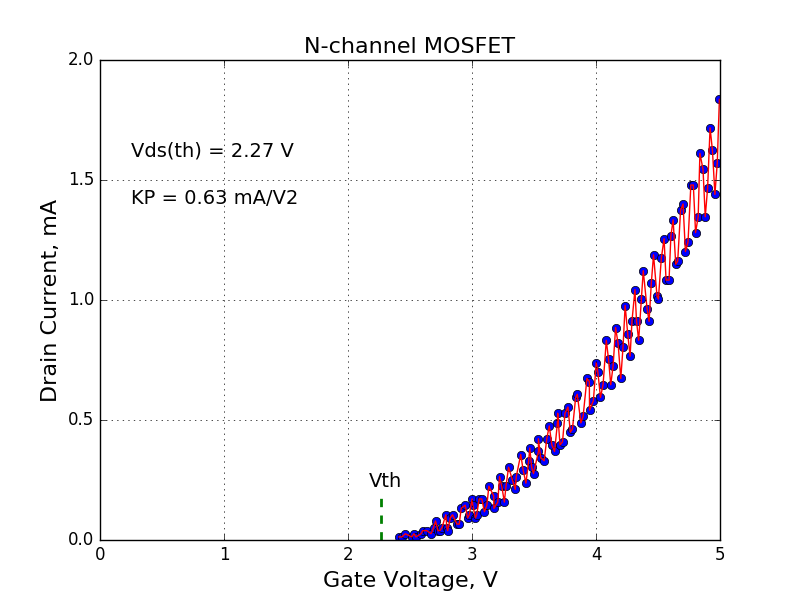 N-channel MOSFET
2.0
1.5
1.0
0.5
0.0
Drain Current, mA
Vds(th) = 2.27 V
KP = 0.63 mA/V2
Vth
0 1 2 3 4 5
Gate Voltage, V